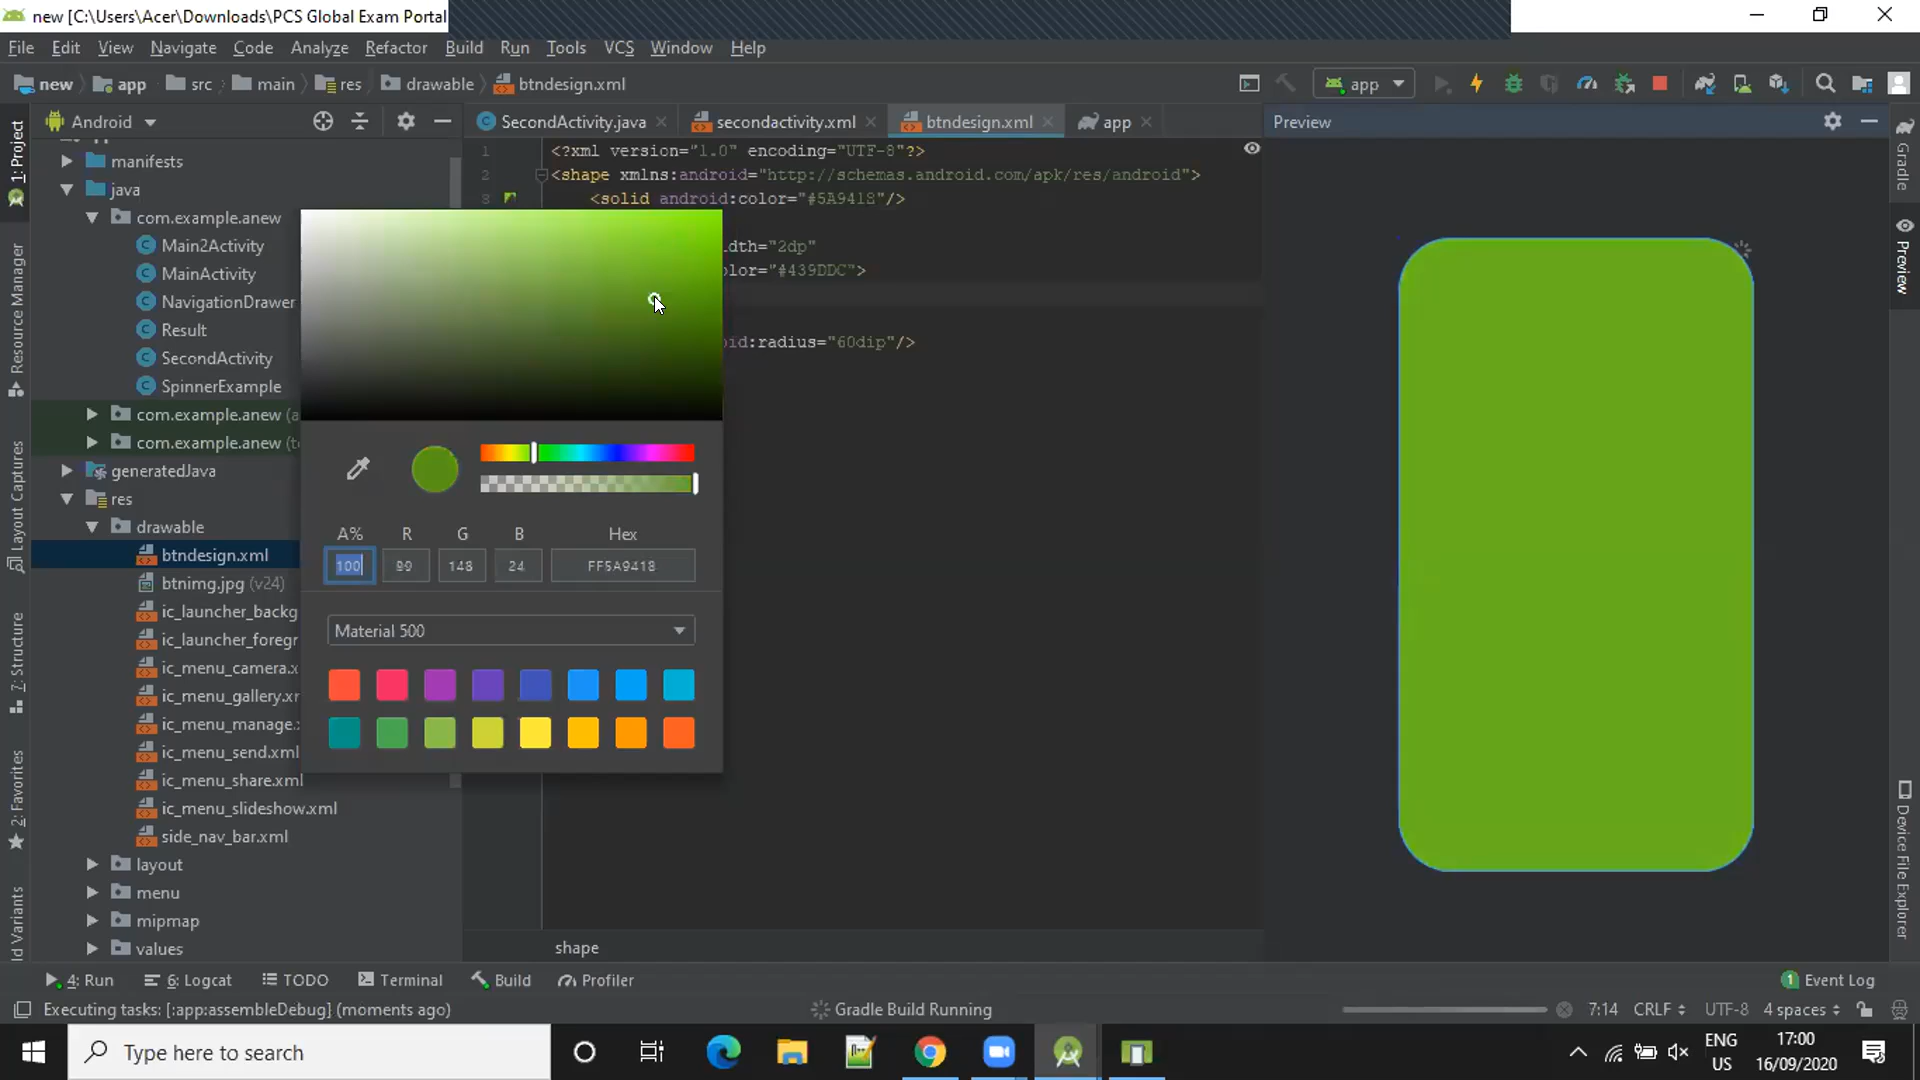 new [C:\Users\Acer\Downloads\PCS Global Exam Portal
File Edit View Navigate Code Analyze Refactor Build Run Tools VCS Window Help
new app src main res drawable btndesign.xml app
Android
SecondActivity.java secondactivity.xml btndesign.xml app
Preview
manifests
java
com.example.anew
Main2Activity
MainActivity
NavigationDrawer
Result
SecondActivity
SpinnerExample
com.example.anew (a
com.example.anew (t
generatedJava
res
drawable
btndesign.xml
btnimg.jpg (v24)
ic_launcher_backg
ic_launcher_foregr
ic_menu_camera.x
ic_menu_gallery.xr
ic_menu_manage.
ic_menu_send.xml
ic_menu_share.xml
ic_menu_slideshow.xml
side_nav_bar.xml
layout
menu
mipmap
values
1 <?xml version="1.0" encoding="UTF-8"?>
2 <shape xmlns:android="http://schemas.android.com/apk/res/android">
3 <solid android:color="#5A9418"/>
dth="2dp"
lor="#439DDC">
id:radius="60dip"/>
A% R G B Hex
100 90 148 24 FF5A9418
Material 500
shape
1: Project
Resource Manager
Layout Captures
7: Structure
2: Favorites
ld Variants
Gradle
Preview
Device File Explorer
4: Run 6: Logcat TODO Terminal Build Profiler 1 Event Log
Executing tasks: [:app:assembleDebug] (moments ago) Gradle Build Running 7:14 CRLF UTF-8 4 spaces
Type here to search
ENG
US
17:00
16/09/2020